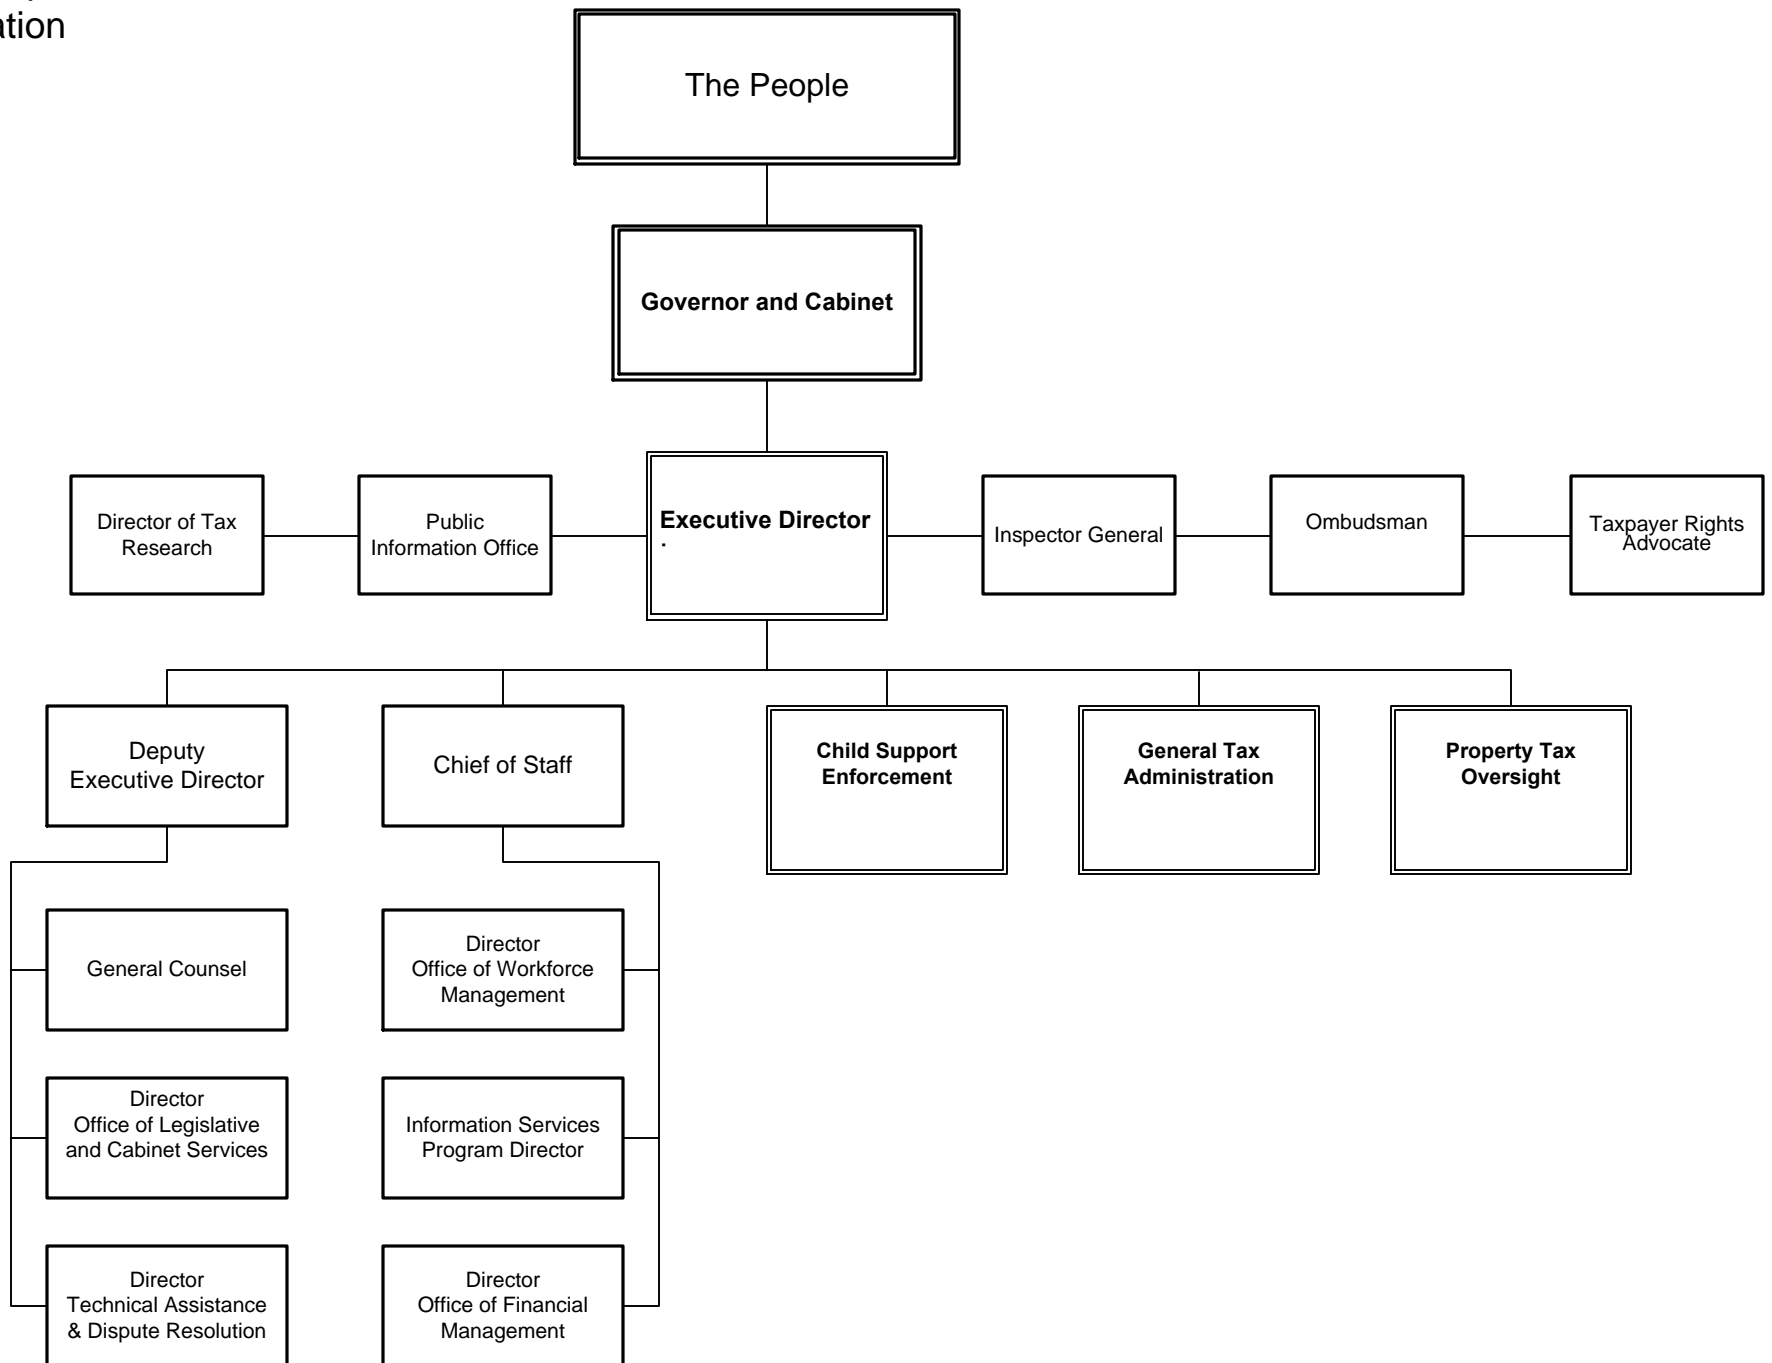 ation
The People
Governor and Cabinet
Director of Tax
Research
Public
Information Office
Executive Director
.
Inspector General
Ombudsman
Taxpayer Rights
Advocate
Deputy
Executive Director
Chief of Staff
Child Support
Enforcement
General Tax
Administration
Property Tax
Oversight
General Counsel
Director
Office of Workforce
Management
Director
Office of Legislative
and Cabinet Services
Information Services
Program Director
Director
Technical Assistance
& Dispute Resolution
Director
Office of Financial
Management